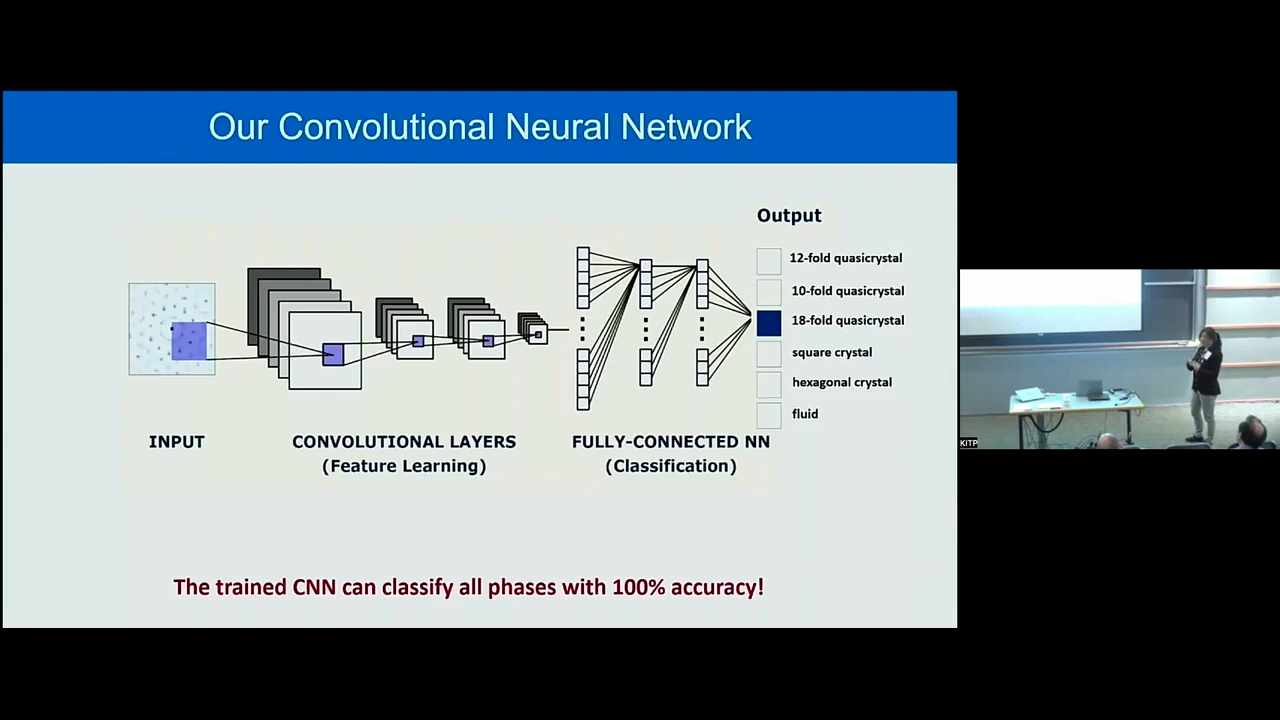 Our Convolutional Neural Network
Output
12-fold quasicrystal
10-fold quasicrystal
18-fold quasicrystal
square crystal
hexagonal crystal
fluid
INPUT
CONVOLUTIONAL LAYERS
(Feature Learning)
FULLY-CONNECTED NN
(Classification)
The trained CNN can classify all phases with 100% accuracy!
KITP